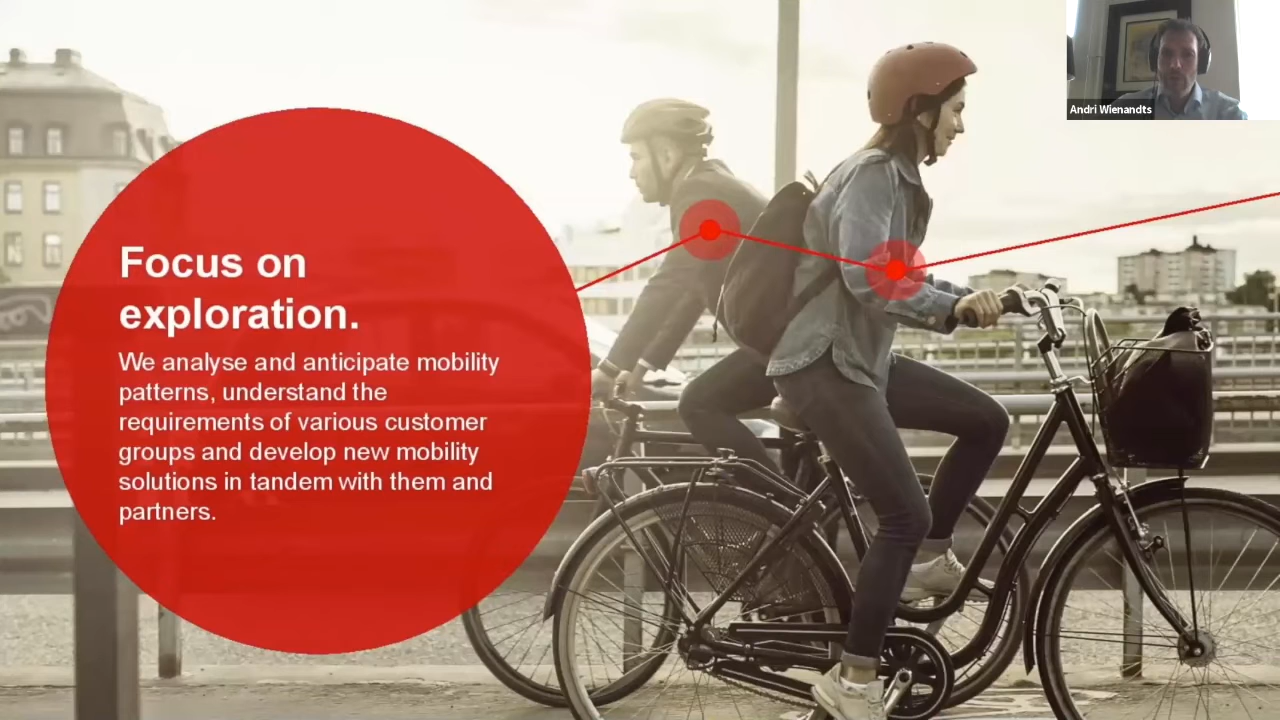 Focus on
exploration.
We analyse and anticipate mobility
patterns, understand the
requirements of various customer
groups and develop new mobility
solutions in tandem with them and
partners.
Andri Wienandts